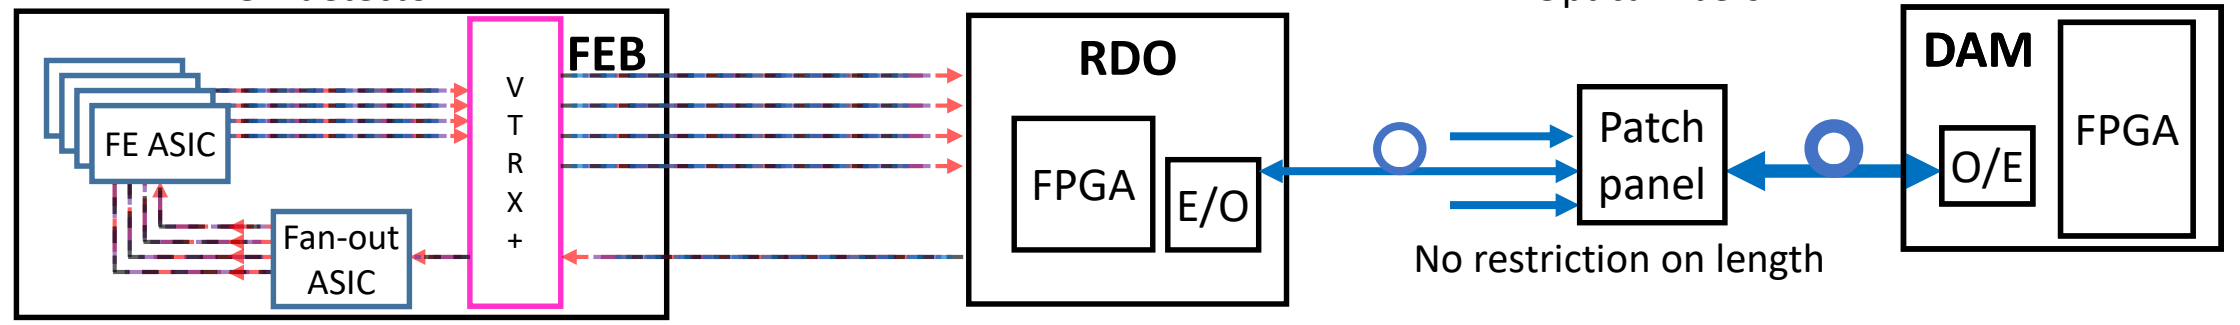 FEB
FE ASIC
V
T
R
X
+
Fan-out
ASIC
RDO
FPGA
E/O
Patch
panel
No restriction on length
DAM
O/E
FPGA